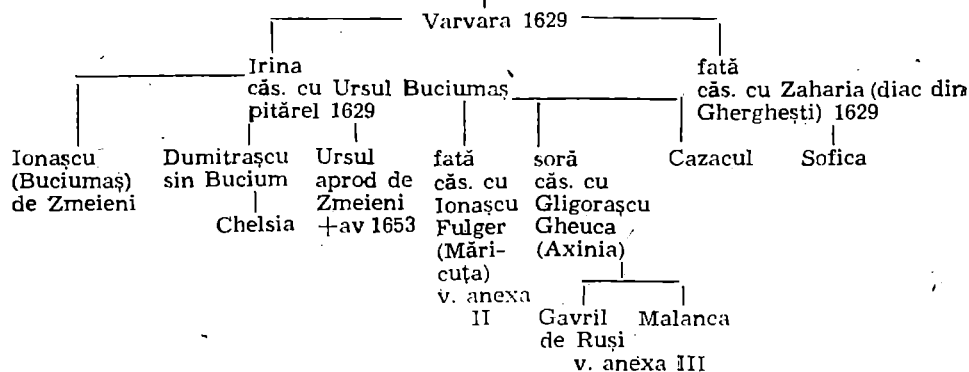 Varvara 1629
Irina
căs. cu Ursul Buciumaș
pitărel 1629
fată
căs. cu Zaharia (diac din
Gherghești) 1629
Ionașcu
(Buciumaș)
de Zmeieni
Dumitrașcu
sin Bucium
Chelsia
Ursul
aprod de
Zmeieni
+av 1653
fată
căs. cu
Ionașcu
Fulger
(Mări-
cuța)
v. anexa
II
soră
căs. cu
Gligorașcu
Gheuca
(Axinia)
Gavril
de Ruși
Malanca
v. anexa III
Cazacul
Sofica